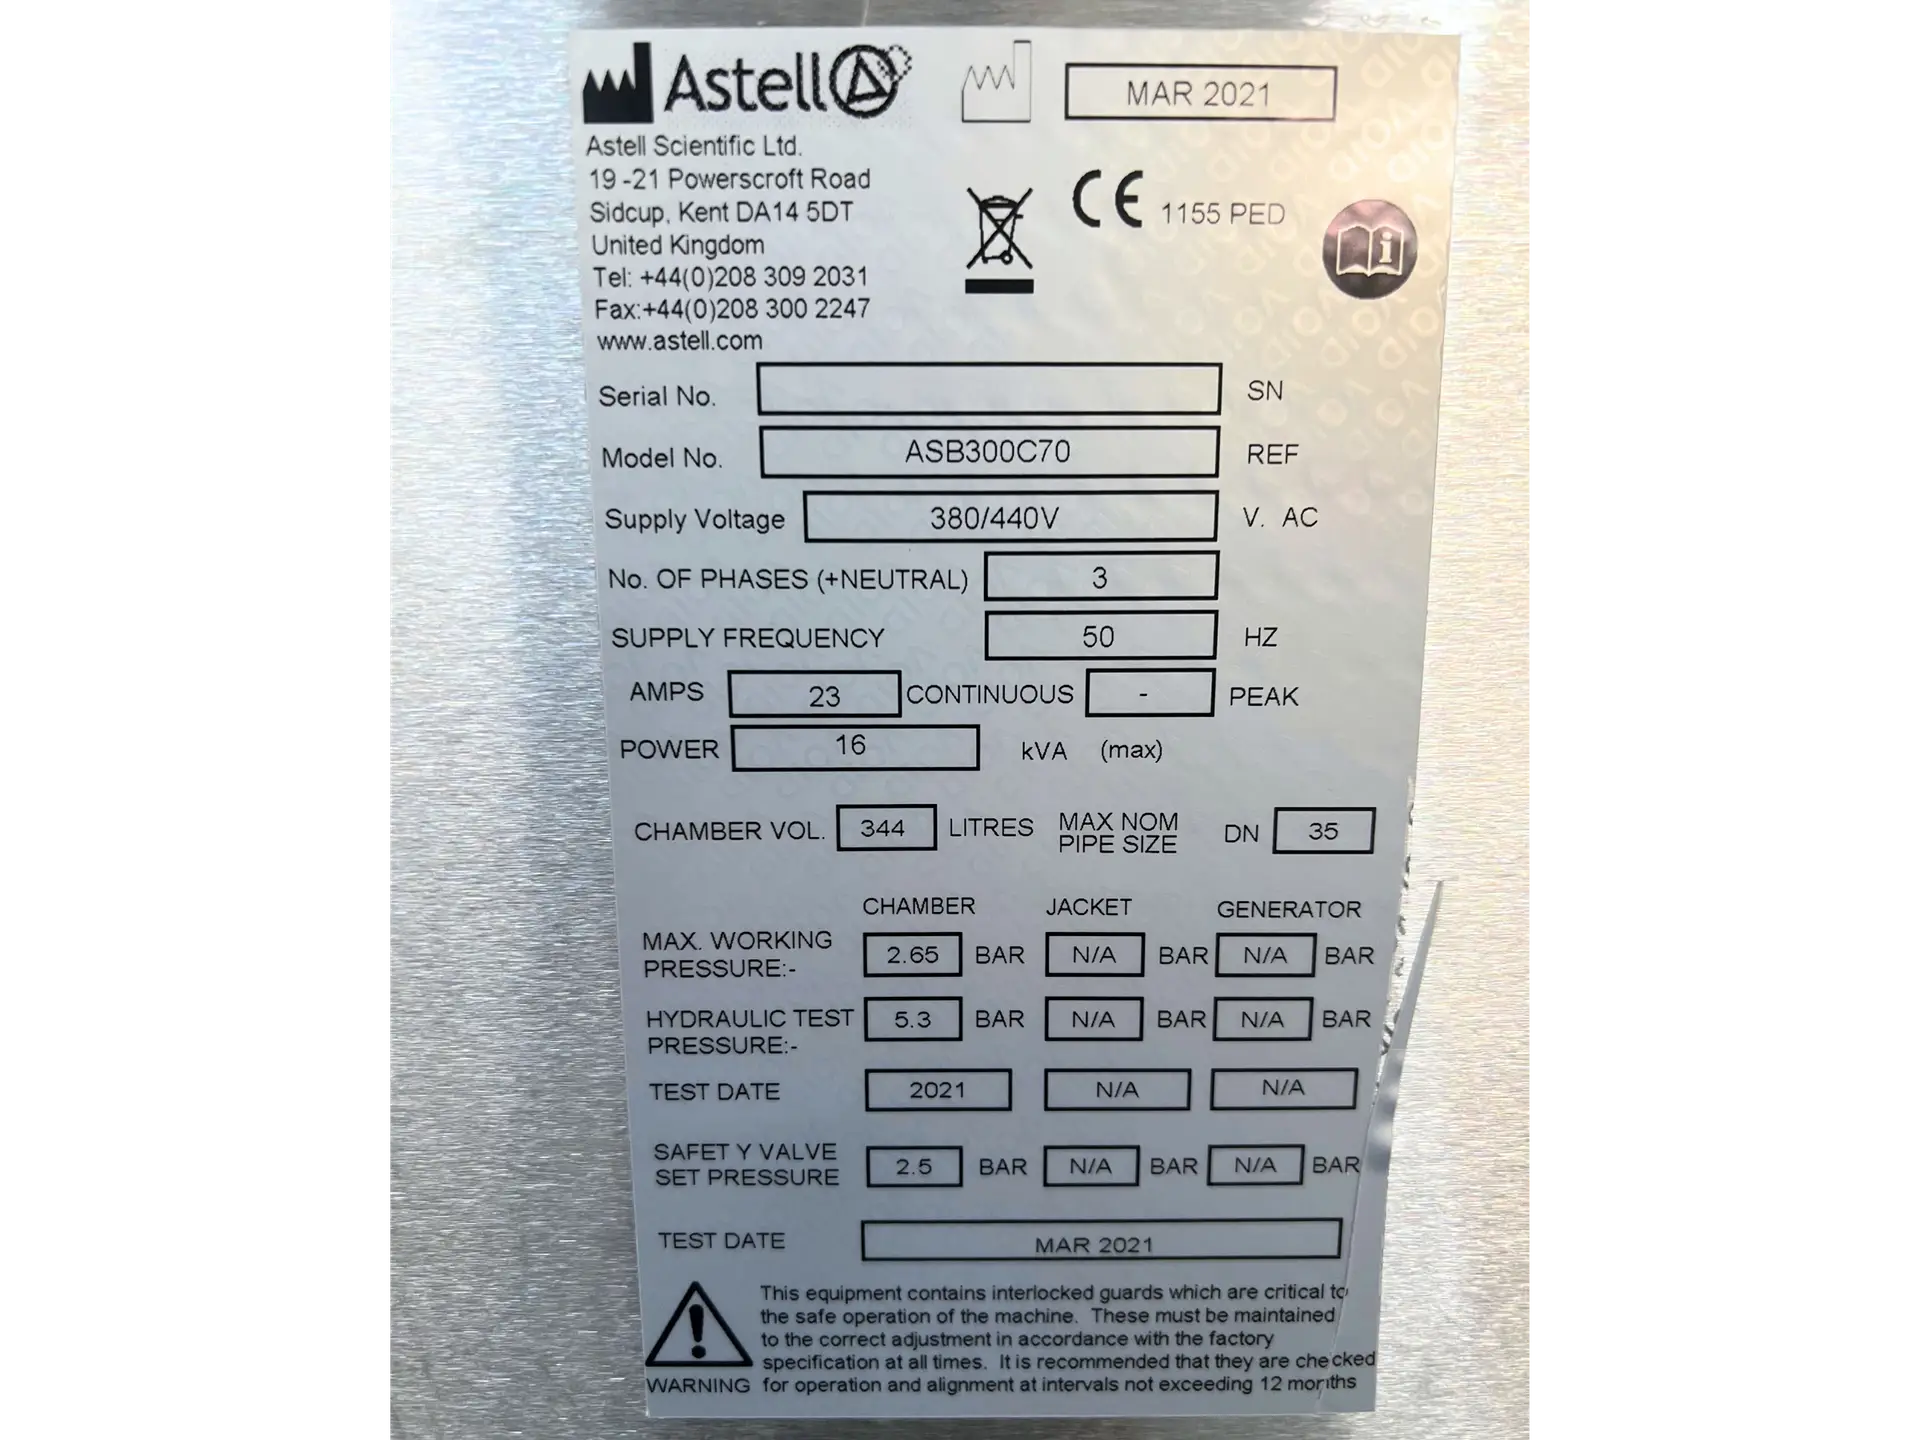 Astell
MAR 2021
Astell Scientific Ltd.
19 -21 Powerscroft Road
Sidcup, Kent DA14 5DT
United Kingdom
Tel: +44(0)208 309 2031
Fax:+44(0)208 300 2247
www.astell.com
CE 1155 PED
Serial No. SN
Model No. ASB300C70 REF
Supply Voltage 380/440V V. AC
No. OF PHASES (+NEUTRAL) 3
SUPPLY FREQUENCY 50 HZ
AMPS 23 CONTINUOUS - PEAK
POWER 16 kVA (max)
CHAMBER VOL. 344 LITRES MAX NOM PIPE SIZE DN 35
CHAMBER JACKET GENERATOR
MAX. WORKING
PRESSURE:- 2.65 BAR N/A BAR N/A BAR
HYDRAULIC TEST
PRESSURE:- 5.3 BAR N/A BAR N/A BAR
TEST DATE 2021 N/A N/A
SAFET Y VALVE
SET PRESSURE 2.5 BAR N/A BAR N/A BAR
TEST DATE MAR 2021
This equipment contains interlocked guards which are critical to
the safe operation of the machine. These must be maintained
to the correct adjustment in accordance with the factory
specification at all times. It is recommended that they are checked
WARNING for operation and alignment at intervals not exceeding 12 months